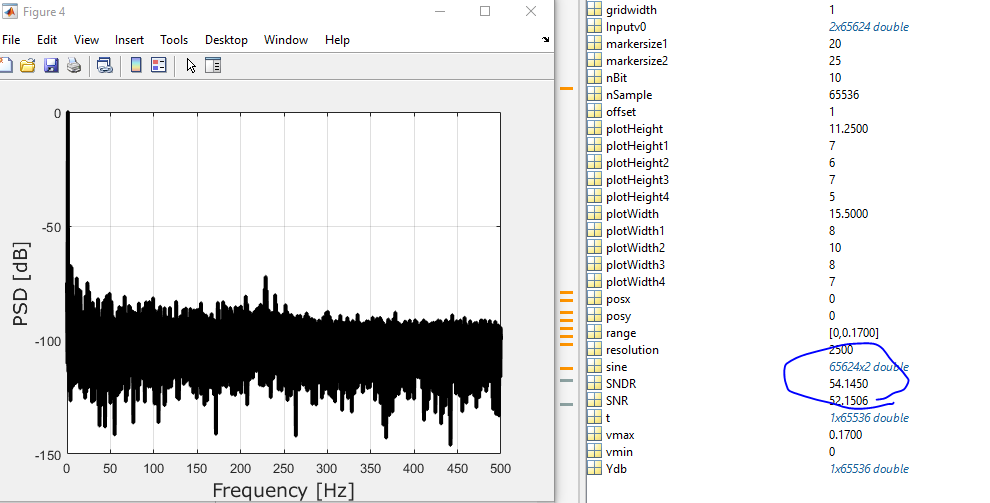 Figure 4
File Edit View Insert Tools Desktop Window Help
0
-50
-100
-150
PSD [dB]
0 50 100 150 200 250 300 350 400 450 500
Frequency [Hz]
gridwidth 1
Inputv0 2x65624 double
markersize1 20
markersize2 25
nBit 10
nSample 65536
offset 1
plotHeight 11.2500
plotHeight1 7
plotHeight2 6
plotHeight3 7
plotHeight4 5
plotWidth 15.5000
plotWidth1 8
plotWidth2 10
plotWidth3 8
plotWidth4 7
posx 0
posy 0
range [0,0.1700]
resolution 2500
sine 65624x2 double
SNDR 54.1450
SNR 52.1506
t 1x65536 double
vmax 0.1700
vmin 0
Ydb 1x65536 double